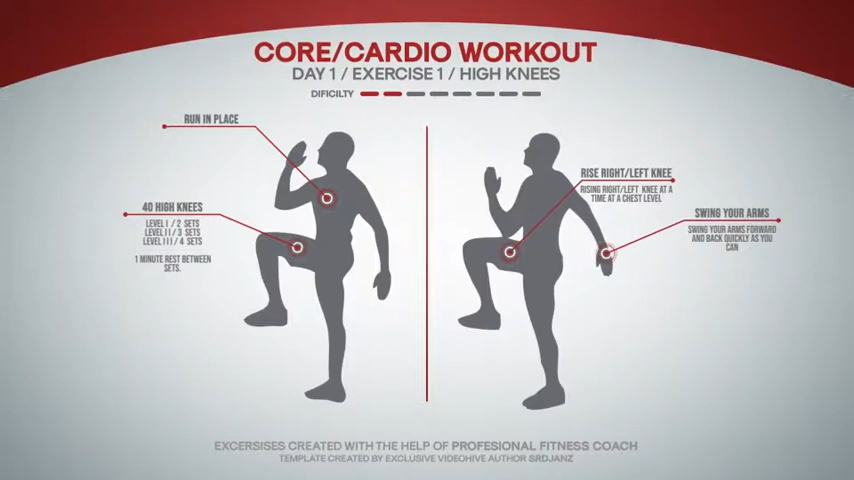 CORE/CARDIO WORKOUT
DAY 1 / EXERCISE 1 / HIGH KNEES
DIFICILTY
RUN IN PLACE
40 HIGH KNEES
LEVEL I / 2 SETS
LEVEL II / 3 SETS
LEVEL III / 4 SETS
1 MINUTE REST BETWEEN
SETS.
RISE RIGHT/LEFT KNEE
RISING RIGHT/LEFT KNEE AT A
TIME AT A CHEST LEVEL
SWING YOUR ARMS
SWING YOUR ARMS FORWARD
AND BACK QUICKLY AS YOU
CAN
EXCERSISES CREATED WITH THE HELP OF PROFESIONAL FITNESS COACH
TEMPLATE CREATED BY EXCLUSIVE VIDEOHIVE AUTHOR SRDJANZ